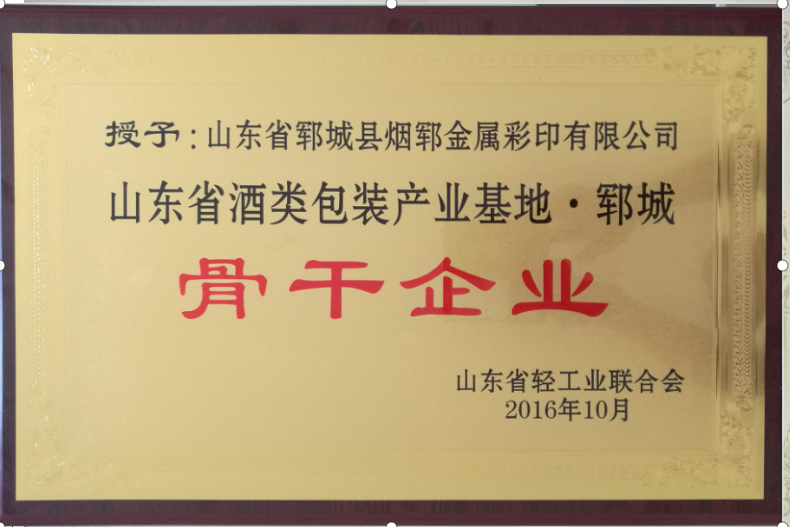 授予：山东省郓城县烟郓金属彩印有限公司
山东省酒类包装产业基地·郓城
骨干企业
山东省轻工业联合会
2016年10月